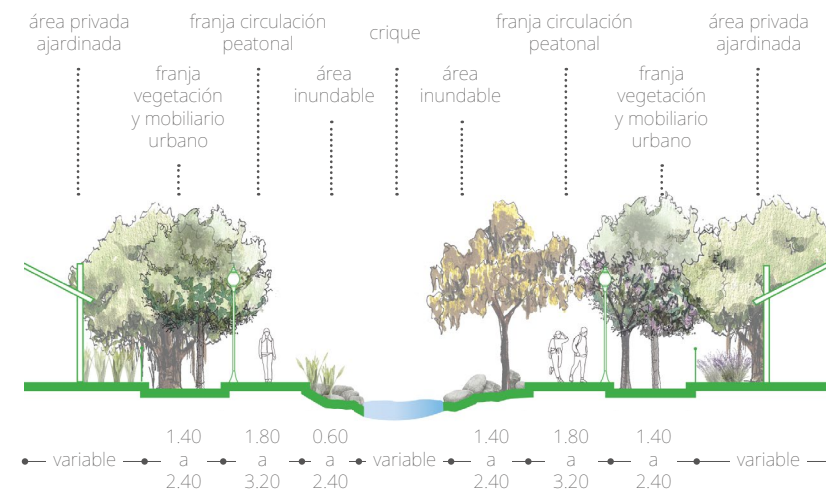 área privada
ajardinada
franja circulación
peatonal
crique
franja circulación
peatonal
área privada
ajardinada
franja
vegetación
y mobiliario
urbano
área
inundable
área
inundable
franja
vegetación
y mobiliario
urbano
variable
1.40
a
2.40
1.80
a
3.20
0.60
a
2.40
variable
1.40
a
2.40
1.80
a
3.20
1.40
a
2.40
variable